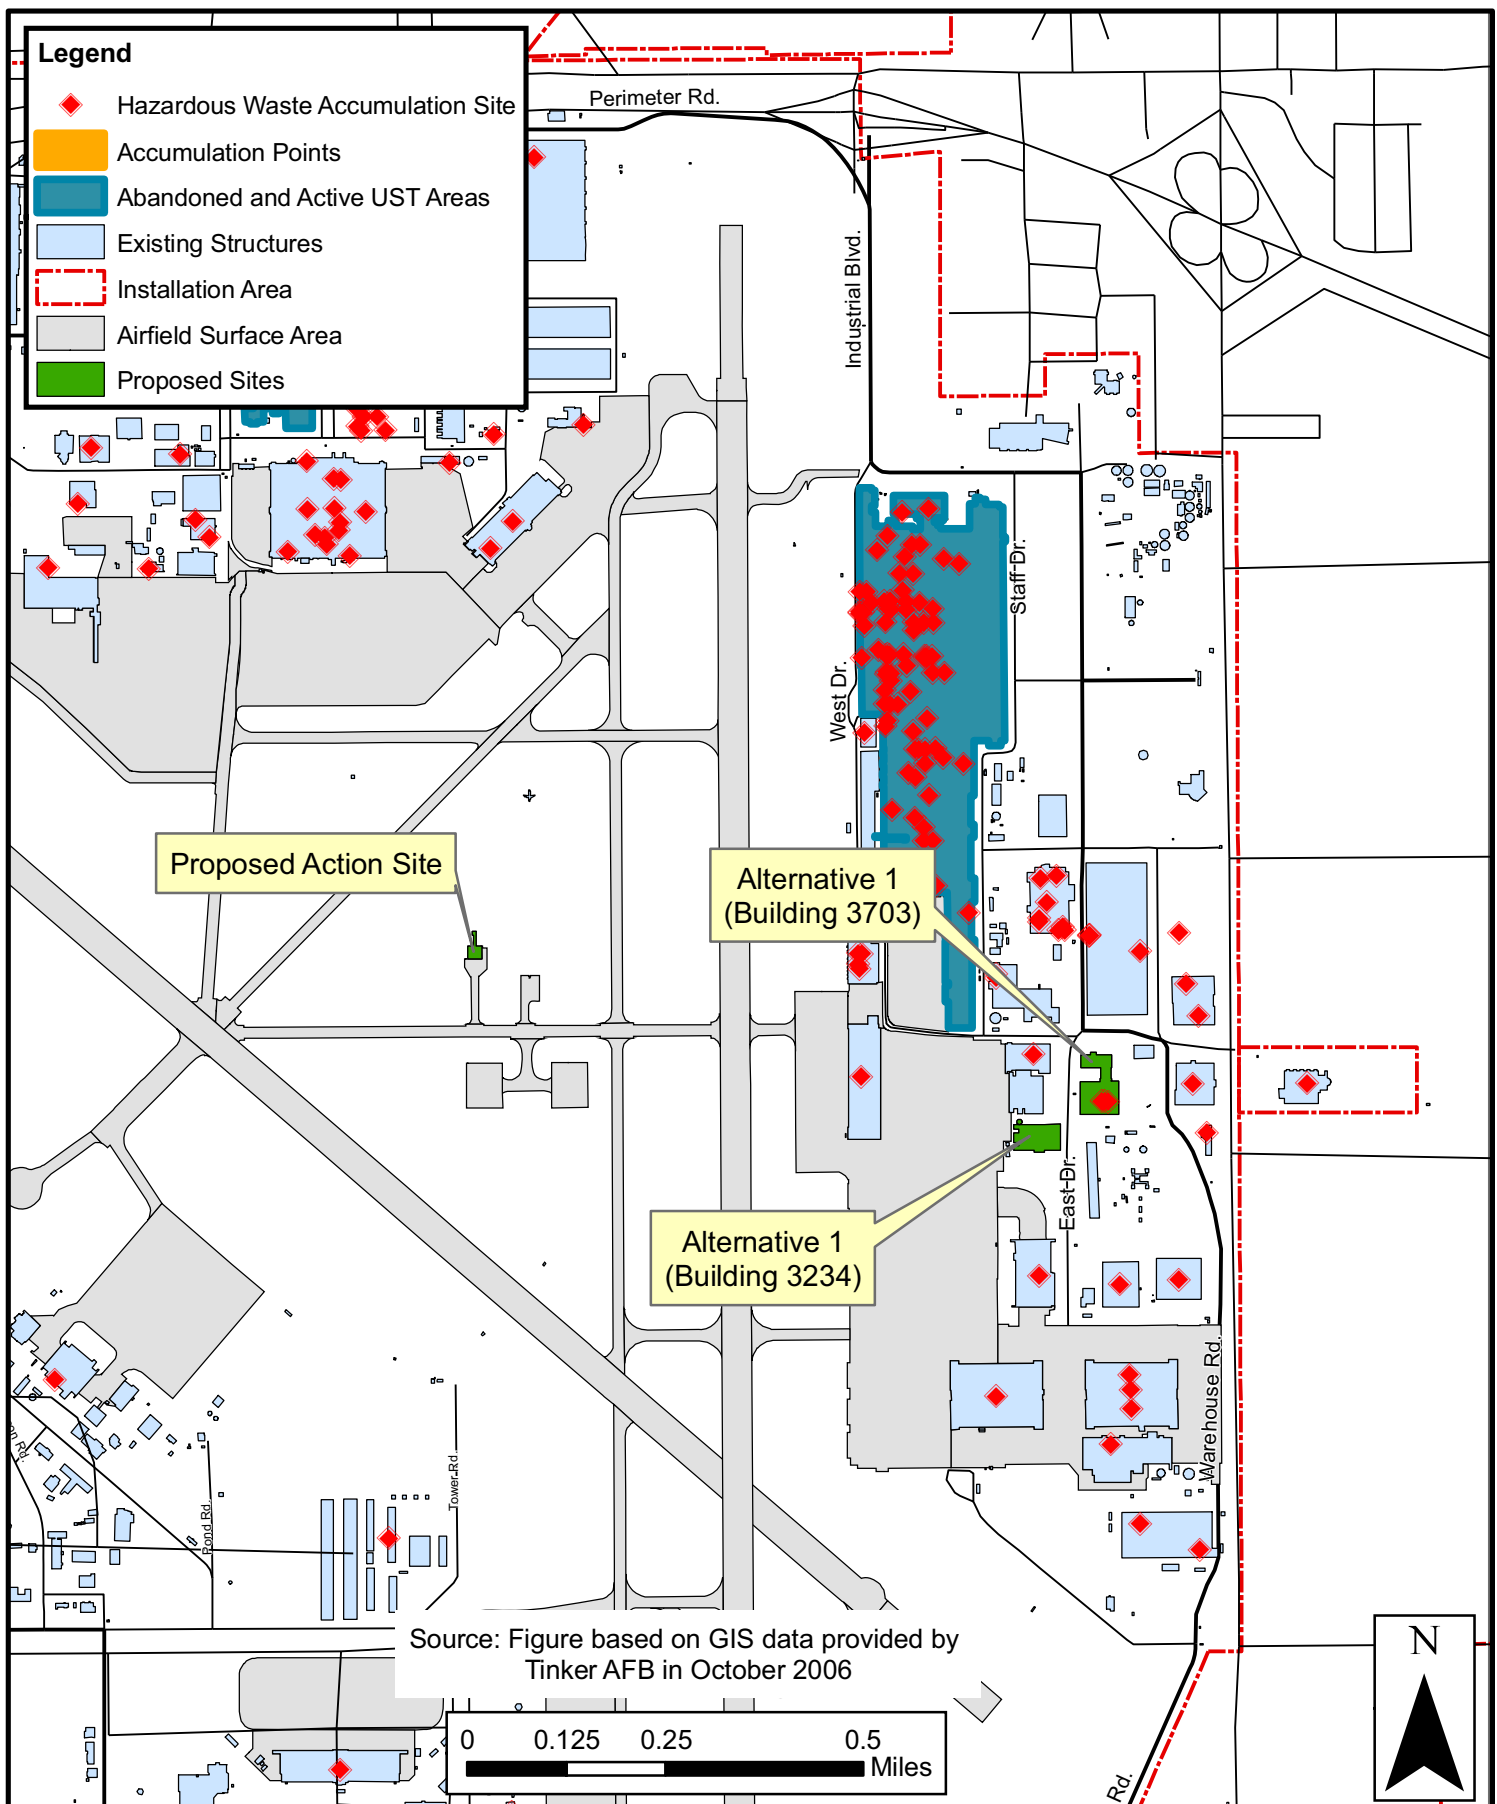 Legend
Hazardous Waste Accumulation Site
Accumulation Points
Abandoned and Active UST Areas
Existing Structures
Installation Area
Airfield Surface Area
Proposed Sites
Perimeter Rd.
Industrial Blvd.
Staff Dr.
West Dr.
Proposed Action Site
Alternative 1
(Building 3703)
East Dr.
Alternative 1
(Building 3234)
Warehouse Rd.
Tower Rd.
Pond Rd.
on Rd.
Source: Figure based on GIS data provided by
Tinker AFB in October 2006
N
0 0.125 0.25 0.5
Miles
Rd.